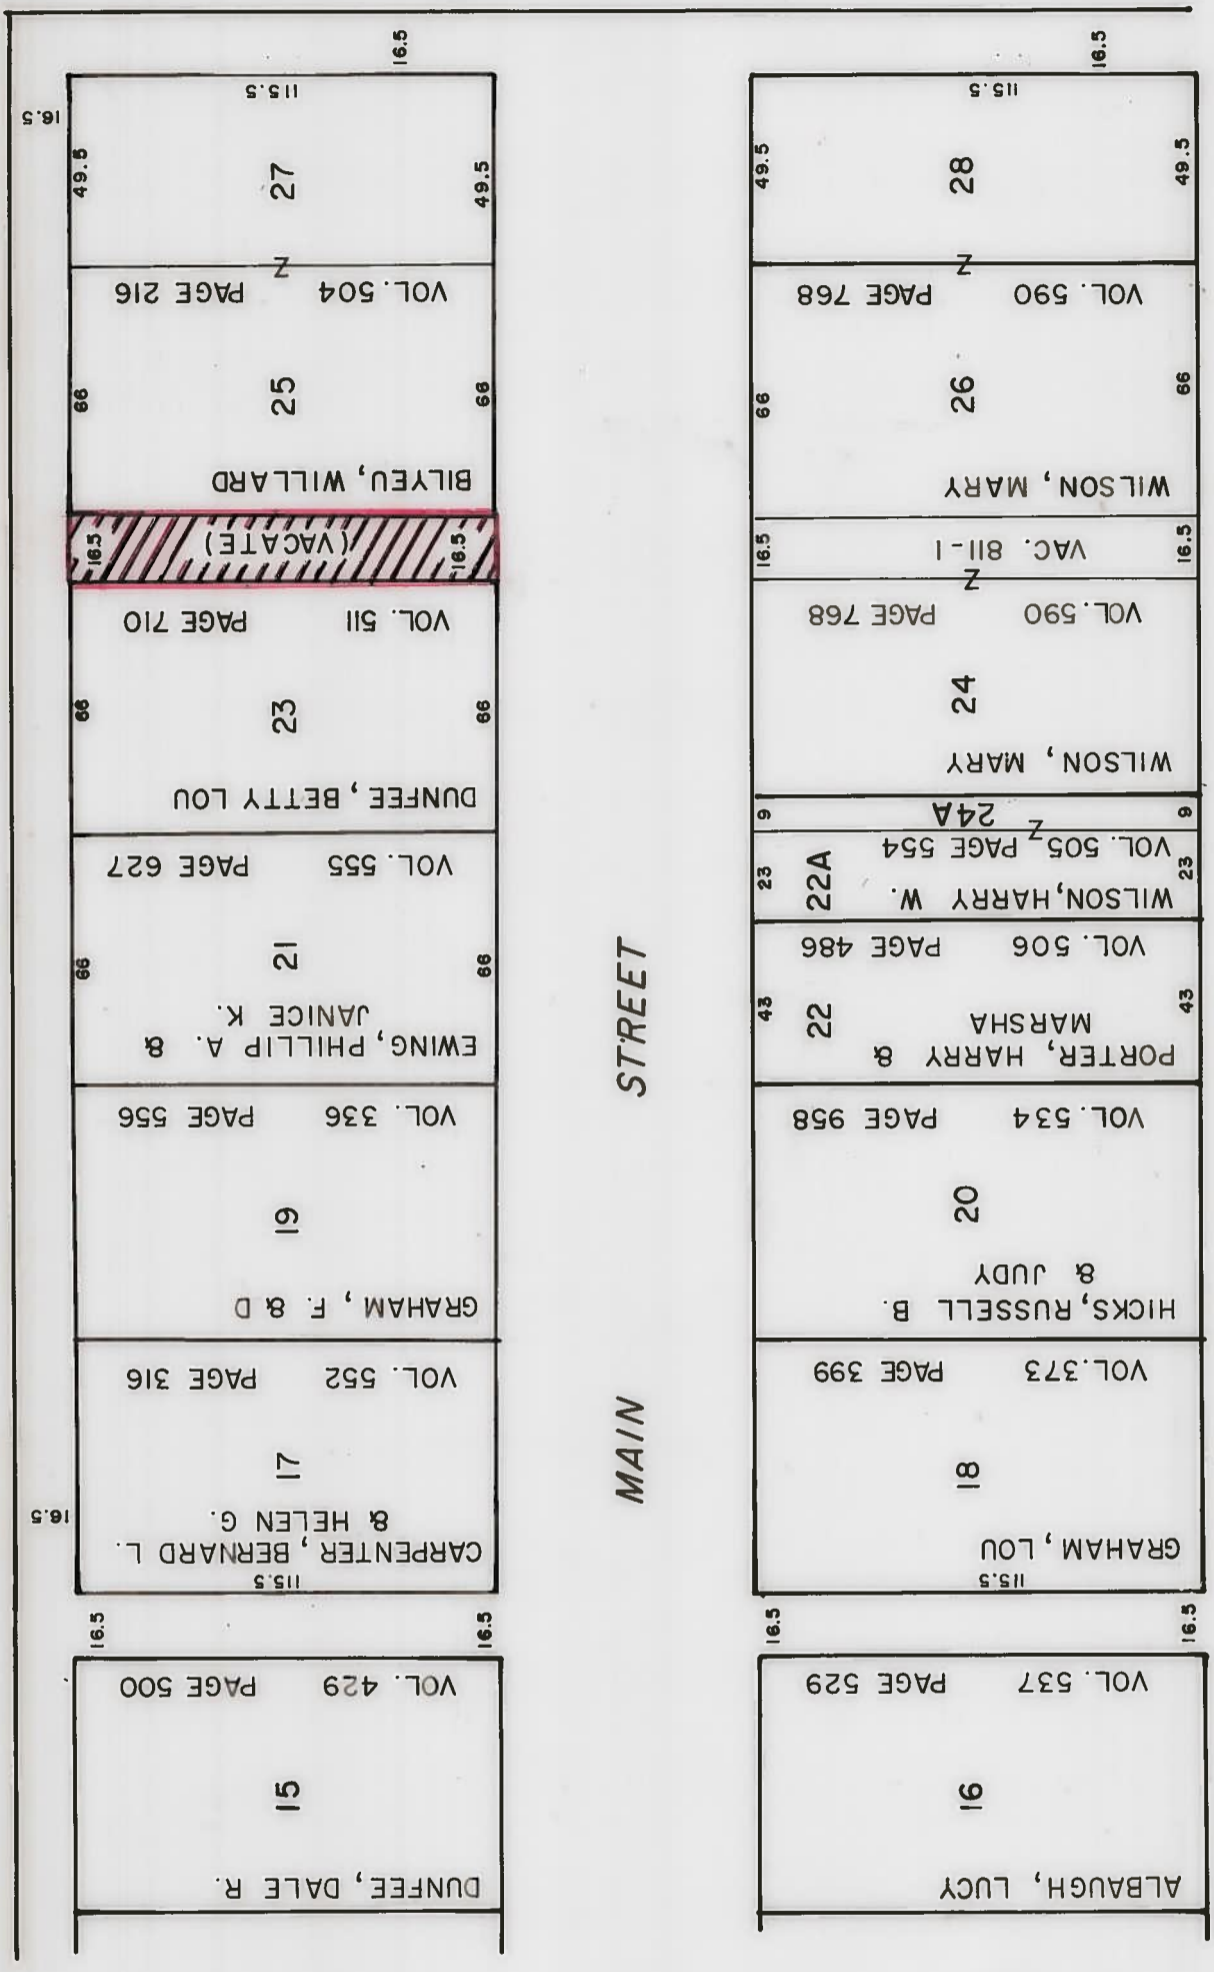 ALBAUGH, LUCY
16
VOL. 537 PAGE 529
16.5
16.5
115.5
GRAHAM, LOU
18
VOL. 373 PAGE 399
HICKS, RUSSELL B.
& JUDY
20
VOL. 534 PAGE 958
PORTER, HARRY &
MARSHA
43
22
43
VOL. 506 PAGE 486
WILSON, HARRY W.
23
22A
23
VOL. 505 PAGE 554
Z
9
24A
9
WILSON, MARY
24
VOL. 590 PAGE 768
Z
16.5
VAC. 811-1
16.5
WILSON, MARY
66
26
66
VOL. 590 PAGE 768
Z
49.5
28
49.5
115.5
16.5
MAIN STREET
DUNFEE, DALE R.
15
VOL. 429 PAGE 500
16.5
16.5
115.5
CARPENTER, BERNARD L.
& HELEN G.
16.5
17
VOL. 552 PAGE 316
GRAHAM, F. & D
19
VOL. 336 PAGE 556
EWING, PHILLIP A. &
JANICE K.
66
21
66
VOL. 555 PAGE 627
DUNFEE, BETTY LOU
66
23
66
VOL. 511 PAGE 710
16.5
(VACATE)
16.5
BILYEU, WILLARD
66
25
66
VOL. 504 PAGE 216
Z
49.5
27
49.5
115.5
16.5
16.5